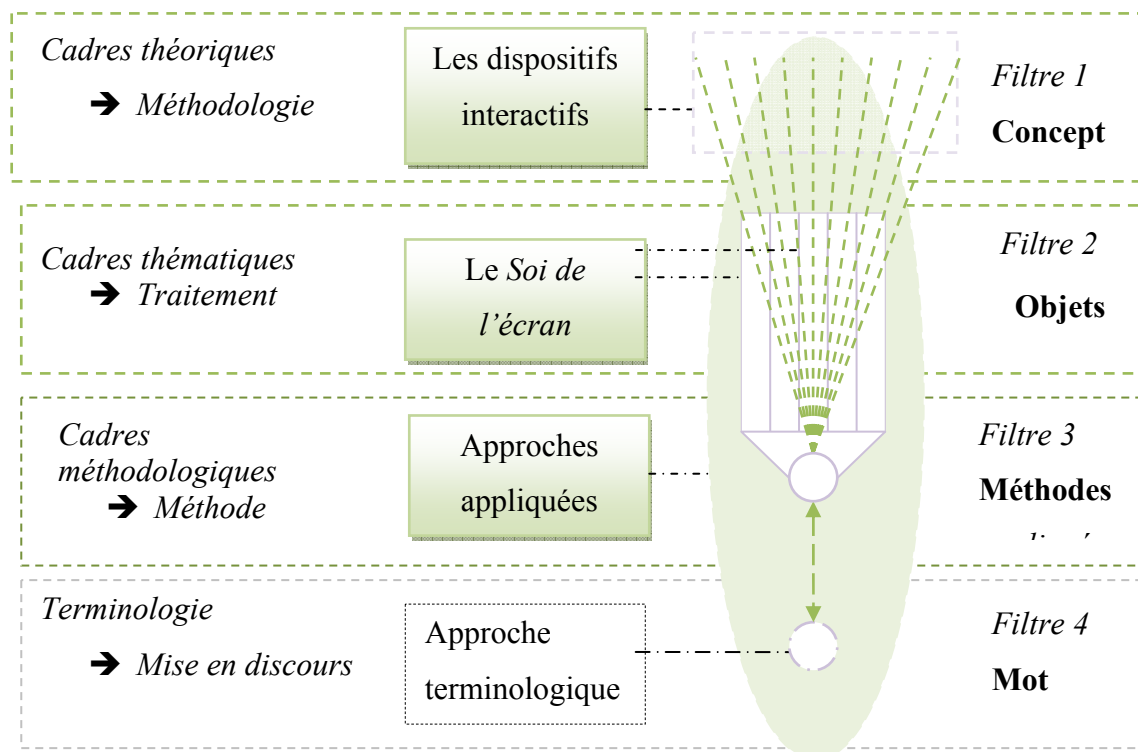 Cadres théoriques
➔ Méthodologie
Les dispositifs
interactifs
Filtre 1
Concept
Cadres thématiques
➔ Traitement
Le Soi de
l’écran
Filtre 2
Objets
Cadres
méthodologiques
➔ Méthode
Approches
appliquées
Filtre 3
Méthodes
Terminologie
➔ Mise en discours
Approche
terminologique
Filtre 4
Mot